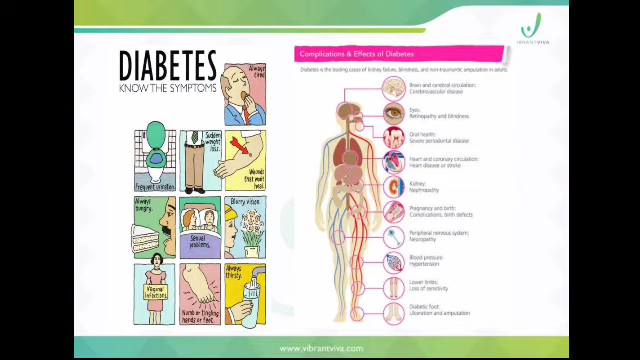 VIBRANTVIVA
DIABETES
KNOW THE SYMPTOMS
Always
tired.
Frequent urination.
Sudden
weight
loss.
Wounds
that won't
heal.
Always
hungry.
Sexual
problems.
Blurry vision.
Vaginal
infections.
Numb or tingling
hands or feet.
Always
thirsty.
Complications & Effects of Diabetes
Diabetes is the leading cause of kidney failure, blindness, and non-traumatic amputation in adults.
Brain and cerebral circulation:
Cerebrovascular disease
Eyes:
Retinopathy and blindness
Oral health:
Severe periodontal disease
Heart and coronary circulation:
Heart disease or stroke
Kidney:
Nephropathy
Pregnancy and birth:
Complications, birth defects
Peripheral nervous system:
Neuropathy
Blood pressure:
Hypertension
Lower limbs:
Loss of sensitivity
Diabetic foot:
Ulceration and amputation
www.vibrantviva.com